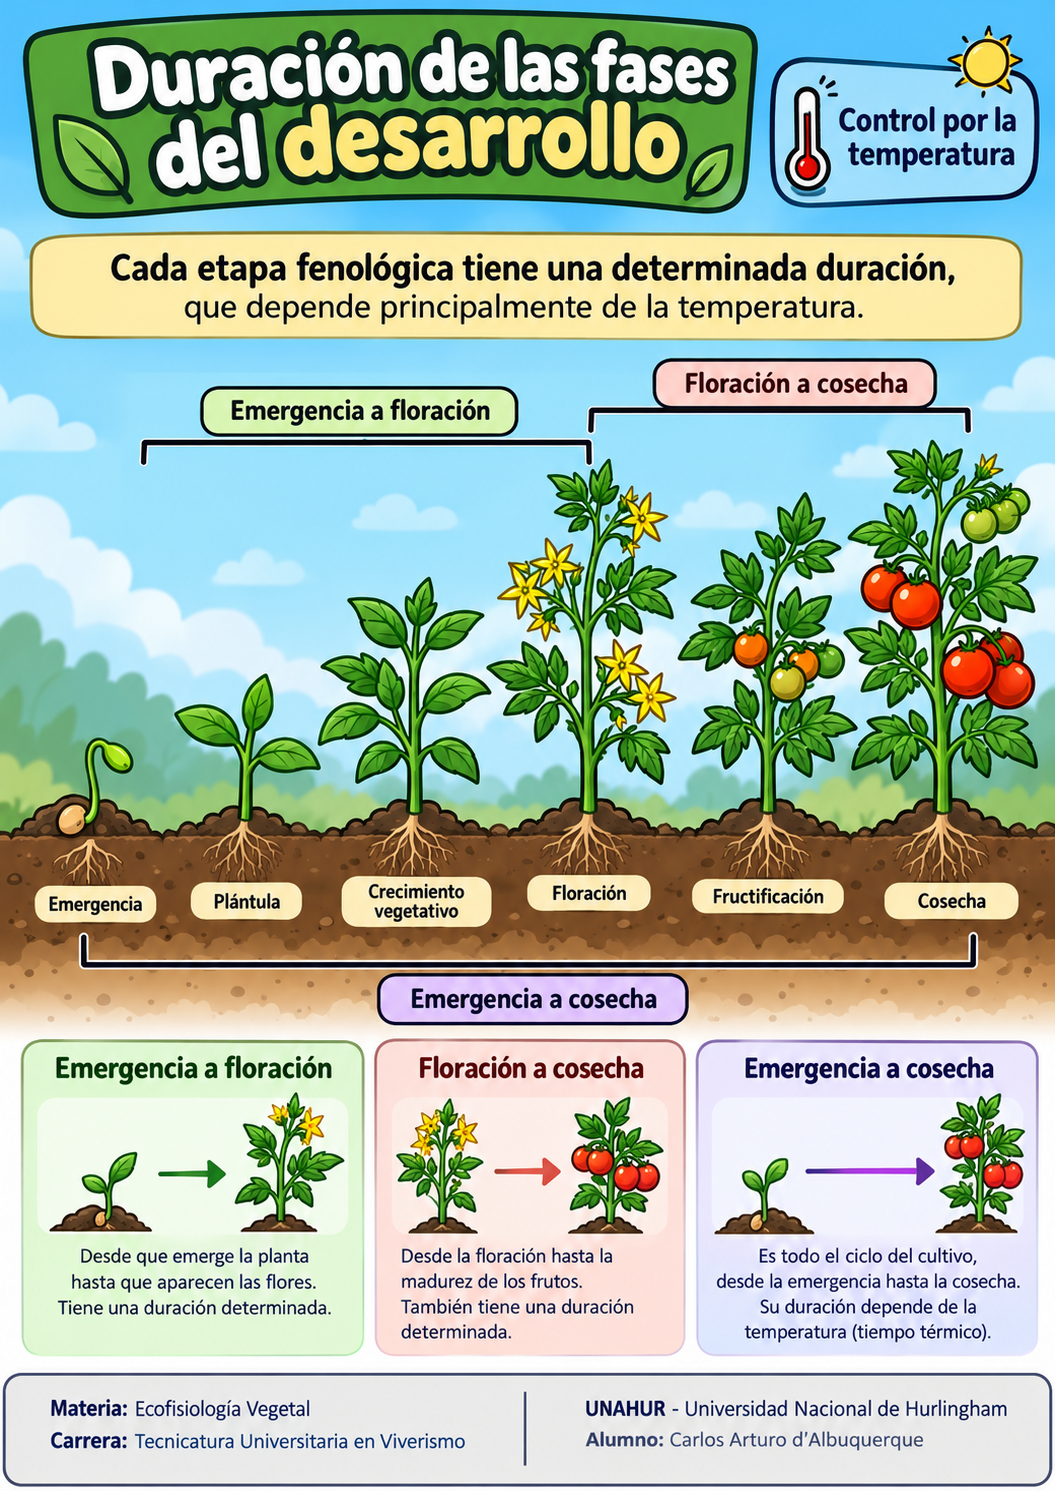 Duración de las fases
del desarrollo
Control por la
temperatura
Cada etapa fenológica tiene una determinada duración,
que depende principalmente de la temperatura.
Emergencia a floración
Floración a cosecha
Emergencia
Plántula
Crecimiento
vegetativo
Floración
Fructificación
Cosecha
Emergencia a cosecha
Emergencia a floración
Desde que emerge la planta
hasta que aparecen las flores.
Tiene una duración determinada.
Floración a cosecha
Desde la floración hasta la
madurez de los frutos.
También tiene una duración
determinada.
Emergencia a cosecha
Es todo el ciclo del cultivo,
desde la emergencia hasta la cosecha.
Su duración depende de la
temperatura (tiempo térmico).
Materia: Ecofisiología Vegetal
Carrera: Tecnicatura Universitaria en Viverismo
UNAHUR - Universidad Nacional de Hurlingham
Alumno: Carlos Arturo d'Albuquerque